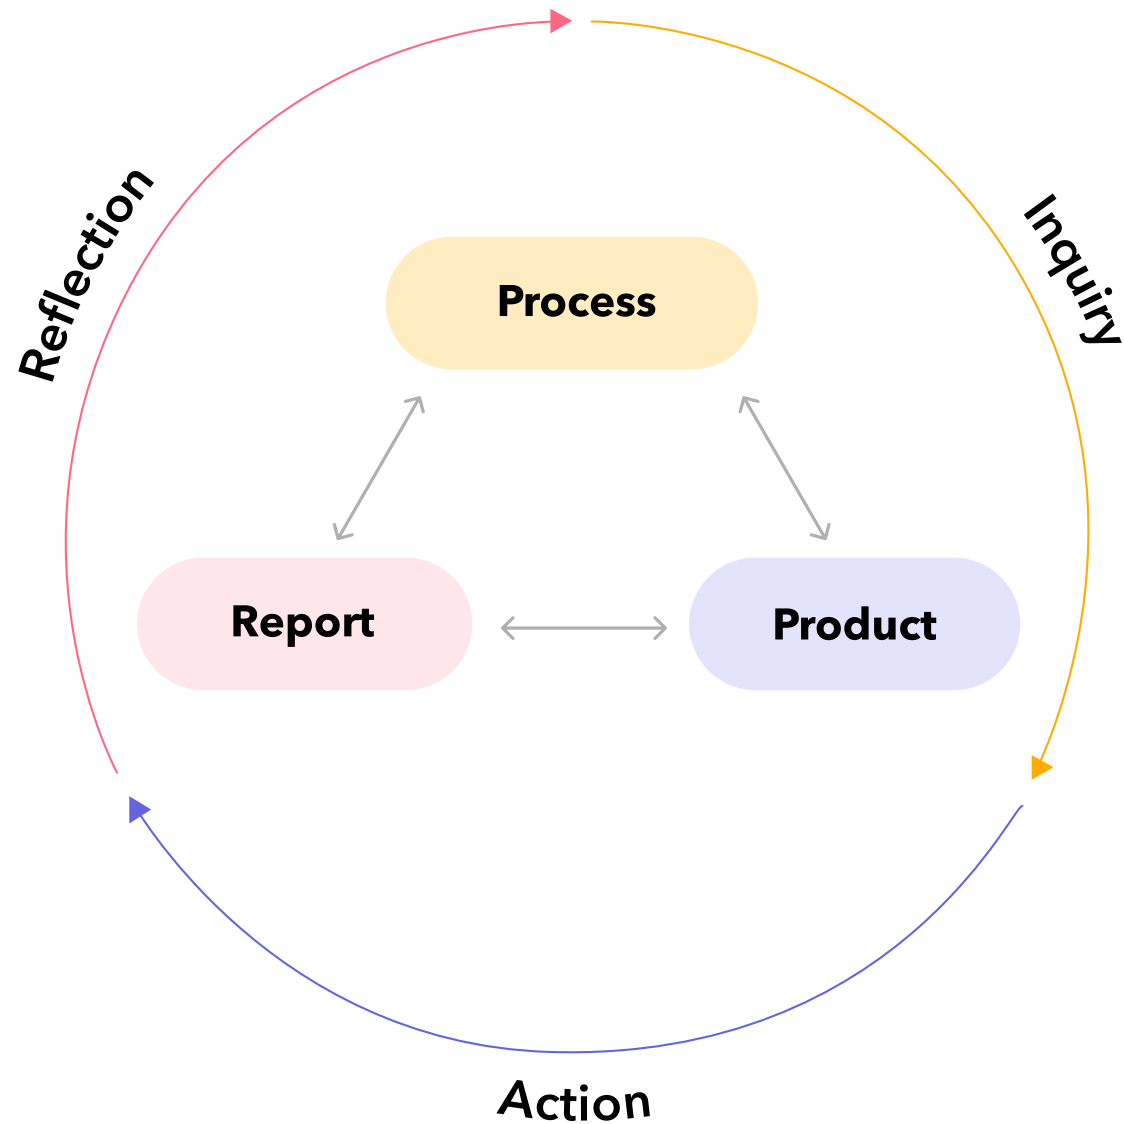 Reflection
Inquiry
Process
Report
Product
Action